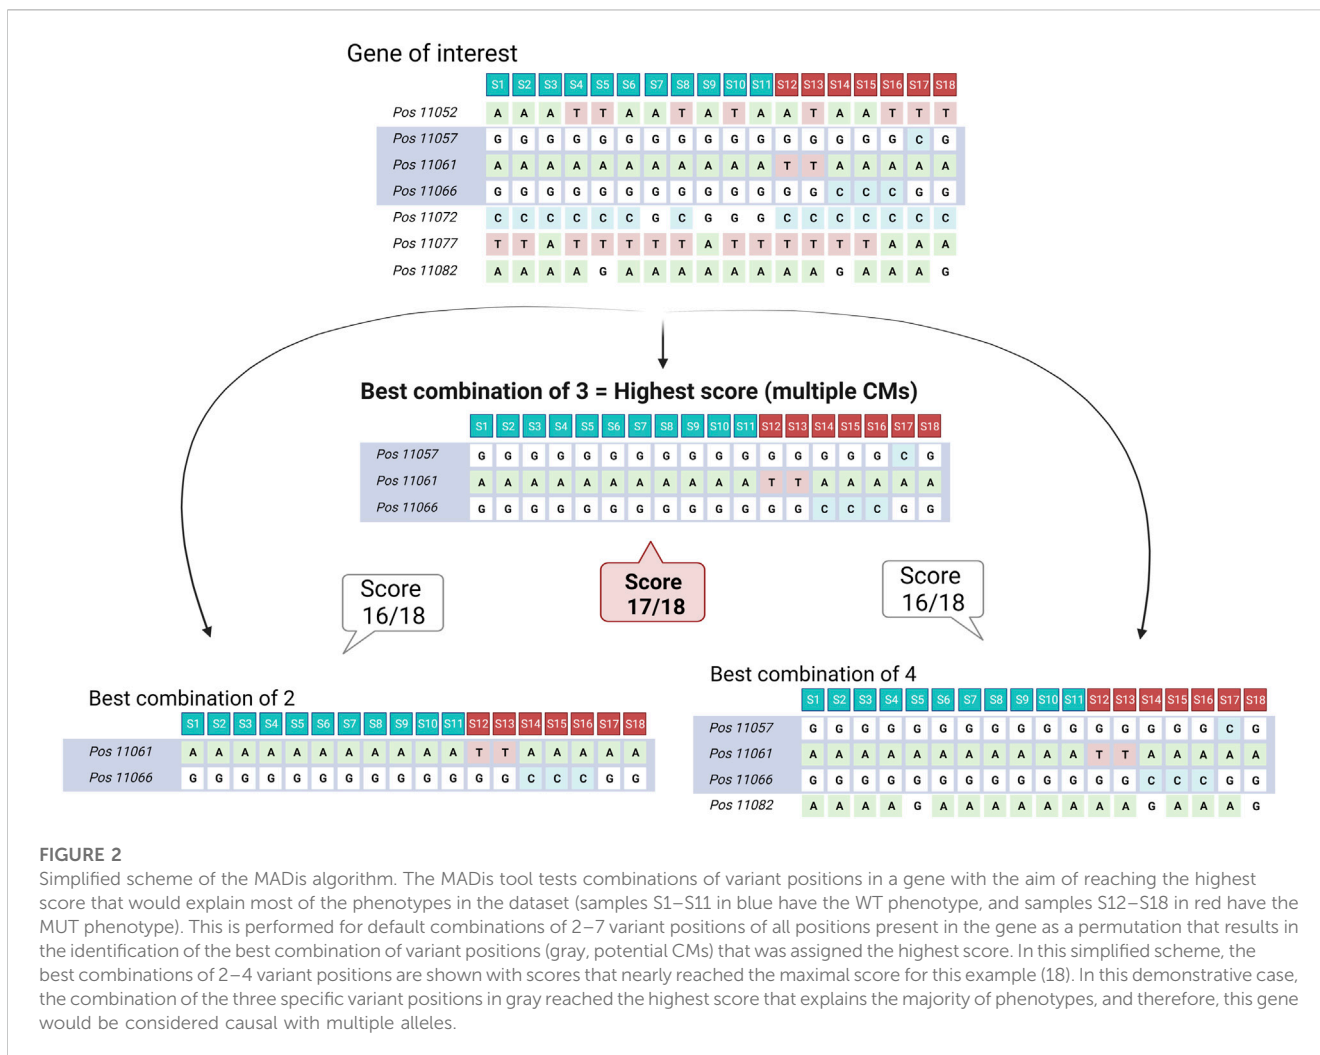 Gene of interest
S1 S2 S3 S4 S5 S6 S7 S8 S9 S10 S11 S12 S13 S14 S15 S16 S17 S18
Pos 11052 A A A T T A A T A T A A T A A T T T
Pos 11057 G G G G G G G G G G G G G G G G C G
Pos 11061 A A A A A A A A A A A T T A A A A A
Pos 11066 G G G G G G G G G G G G G C C C G G
Pos 11072 C C C C C C G C G G G C C C C C C C
Pos 11077 T T A T T T T T A T T T T T T A A A
Pos 11082 A A A A G A A A A A A A A G A A A G
Best combination of 3 = Highest score (multiple CMs)
S1 S2 S3 S4 S5 S6 S7 S8 S9 S10 S11 S12 S13 S14 S15 S16 S17 S18
Pos 11057 G G G G G G G G G G G G G G G G C G
Pos 11061 A A A A A A A A A A A T T A A A A A
Pos 11066 G G G G G G G G G G G G G C C C G G
Score
16/18
Score
17/18
Score
16/18
Best combination of 2
S1 S2 S3 S4 S5 S6 S7 S8 S9 S10 S11 S12 S13 S14 S15 S16 S17 S18
Pos 11061 A A A A A A A A A A A T T A A A A A
Pos 11066 G G G G G G G G G G G G G C C C G G
Best combination of 4
S1 S2 S3 S4 S5 S6 S7 S8 S9 S10 S11 S12 S13 S14 S15 S16 S17 S18
Pos 11057 G G G G G G G G G G G G G G G G C G
Pos 11061 A A A A A A A A A A A T T A A A A A
Pos 11066 G G G G G G G G G G G G G C C C G G
Pos 11082 A A A A G A A A A A A A A G A A A G
FIGURE 2
Simplified scheme of the MADis algorithm. The MADis tool tests combinations of variant positions in a gene with the aim of reaching the highest
score that would explain most of the phenotypes in the dataset (samples S1–S11 in blue have the WT phenotype, and samples S12–S18 in red have the
MUT phenotype). This is performed for default combinations of 2–7 variant positions of all positions present in the gene as a permutation that results in
the identification of the best combination of variant positions (gray, potential CMs) that was assigned the highest score. In this simplified scheme, the
best combinations of 2–4 variant positions are shown with scores that nearly reached the maximal score for this example (18). In this demonstrative case,
the combination of the three specific variant positions in gray reached the highest score that explains the majority of phenotypes, and therefore, this gene
would be considered causal with multiple alleles.